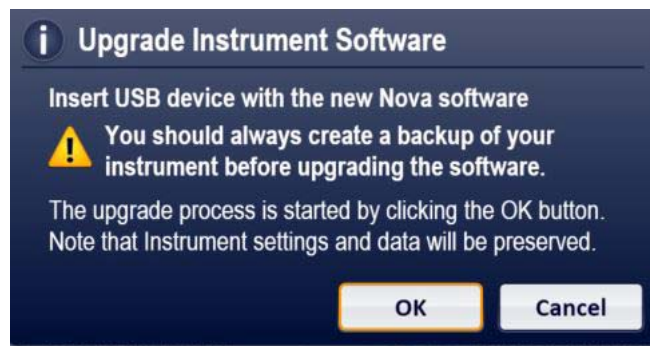 Upgrade Instrument Software
Insert USB device with the new Nova software
You should always create a backup of your
instrument before upgrading the software.
The upgrade process is started by clicking the OK button.
Note that Instrument settings and data will be preserved.
OK Cancel